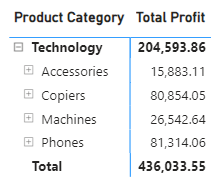 Product Category Total Profit
Technology 204,593.86
Accessories 15,883.11
Copiers 80,854.05
Machines 26,542.64
Phones 81,314.06
Total 436,033.55